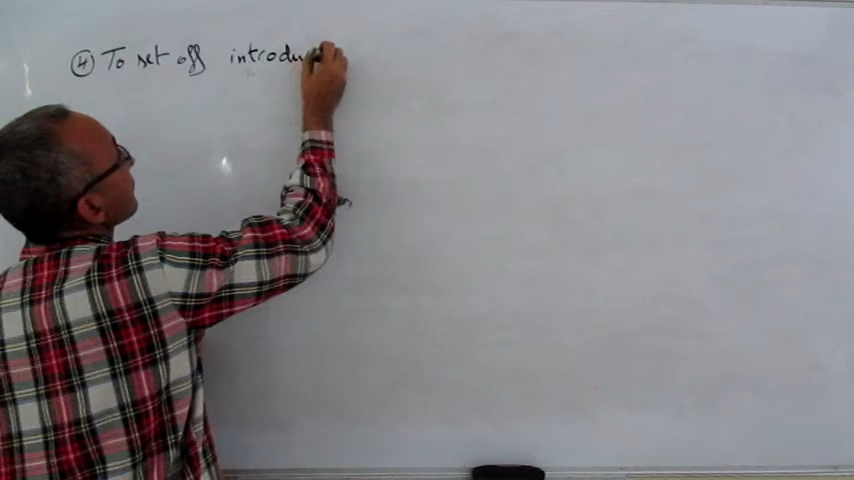 ④ To set off introdu